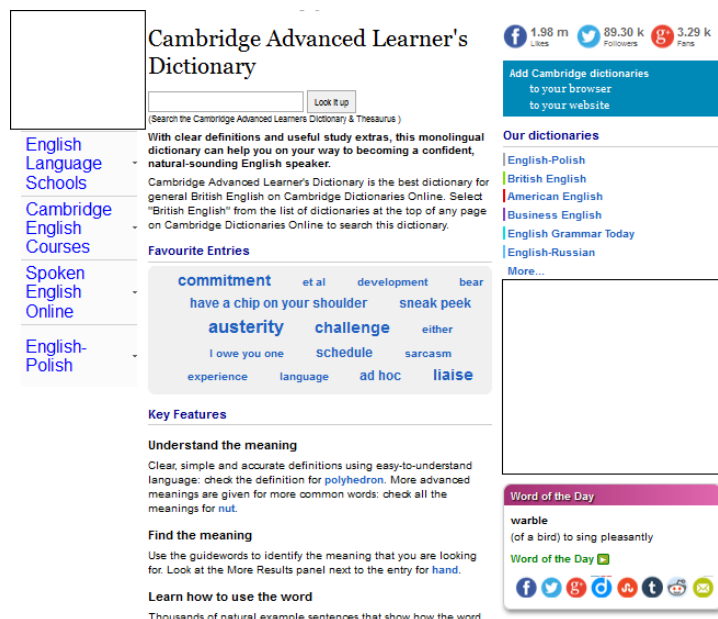 English
Language
Schools
Cambridge
English
Courses
Spoken
English
Online
English-
Polish
Cambridge Advanced Learner's
Dictionary
Look it up
(Search the Cambridge Advanced Learners Dictionary & Thesaurus )
With clear definitions and useful study extras, this monolingual
dictionary can help you on your way to becoming a confident,
natural-sounding English speaker.
Cambridge Advanced Learner's Dictionary is the best dictionary for
general British English on Cambridge Dictionaries Online. Select
"British English" from the list of dictionaries at the top of any page
on Cambridge Dictionaries Online to search this dictionary.
Favourite Entries
commitment et al development bear
have a chip on your shoulder sneak peek
austerity challenge either
I owe you one schedule sarcasm
experience language ad hoc liaise
Key Features
Understand the meaning
Clear, simple and accurate definitions using easy-to-understand
language: check the definition for polyhedron. More advanced
meanings are given for more common words: check all the
meanings for nut.
Find the meaning
Use the guidewords to identify the meaning that you are looking
for. Look at the More Results panel next to the entry for hand.
Learn how to use the word
Thousands of natural example sentences that show how the word
1.98 m 89.30 k 3.29 k
Likes Followers Fans
Add Cambridge dictionaries
to your browser
to your website
Our dictionaries
English-Polish
British English
American English
Business English
English Grammar Today
English-Russian
More...
Word of the Day
warble
(of a bird) to sing pleasantly
Word of the Day